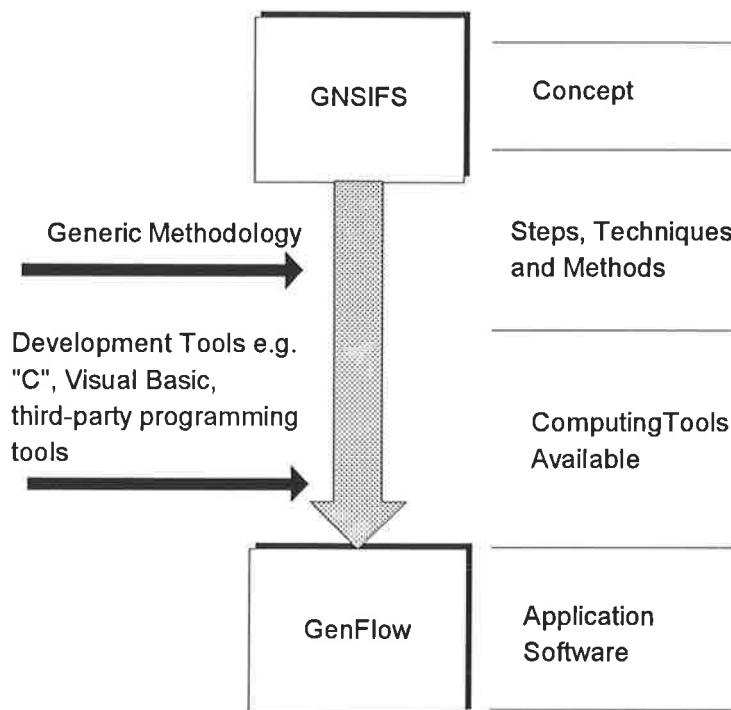 GNSIFS
Concept
Generic Methodology
Steps, Techniques
and Methods
Development Tools e.g.
"C", Visual Basic,
third-party programming
tools
ComputingTools
Available
GenFlow
Application
Software